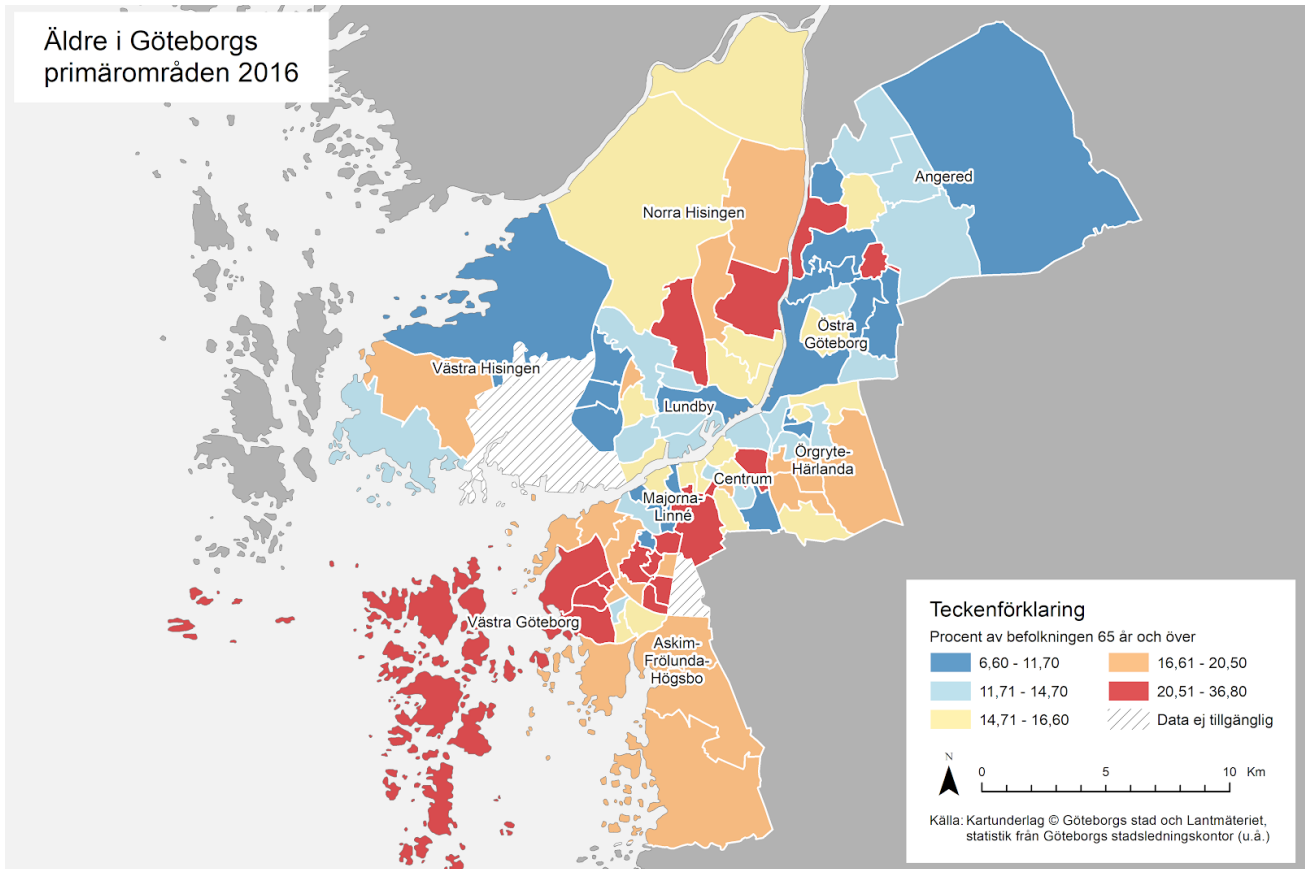 Äldre i Göteborgs
primärområden 2016
Angered
Norra Hisingen
Östra
Göteborg
Västra Hisingen
Lundby
Örgryte-
Härlanda
Centrum
Majorna-
Linné
Västra Göteborg
Askim-
Frölunda-
Högsbo
Teckenförklaring
Procent av befolkningen 65 år och över
6,60 - 11,70
16,61 - 20,50
11,71 - 14,70
20,51 - 36,80
14,71 - 16,60
Data ej tillgänglig
N
0 5 10 Km
Källa: Kartunderlag © Göteborgs stad och Lantmäteriet,
statistik från Göteborgs stadsledningskontor (u.å.)